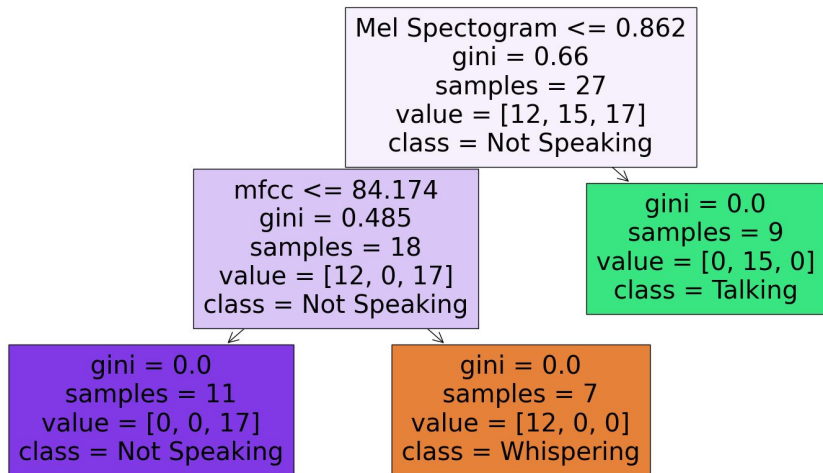 Mel Spectogram <= 0.862
gini = 0.66
samples = 27
value = [12, 15, 17]
class = Not Speaking
mfcc <= 84.174
gini = 0.485
samples = 18
value = [12, 0, 17]
class = Not Speaking
gini = 0.0
samples = 9
value = [0, 15, 0]
class = Talking
gini = 0.0
samples = 11
value = [0, 0, 17]
class = Not Speaking
gini = 0.0
samples = 7
value = [12, 0, 0]
class = Whispering